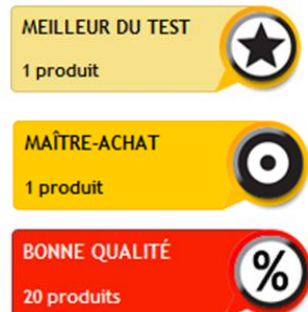 MEILLEUR DU TEST
1 produit
MAÎTRE-ACHAT
1 produit
BONNE QUALITÉ
%
20 produits